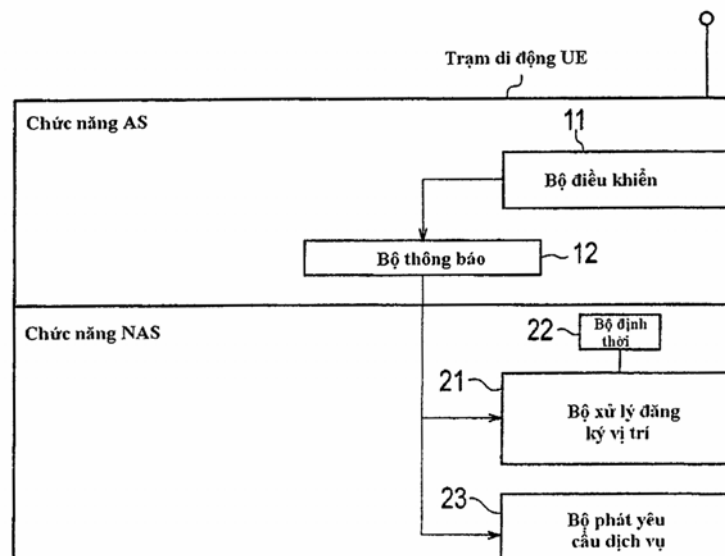 Trạm di động UE
Chức năng AS
11
Bộ điều khiển
Bộ thông báo
12
Chức năng NAS
22
Bộ định
thời
21
Bộ xử lý đăng
ký vị trí
23
Bộ phát yêu
cầu dịch vụ